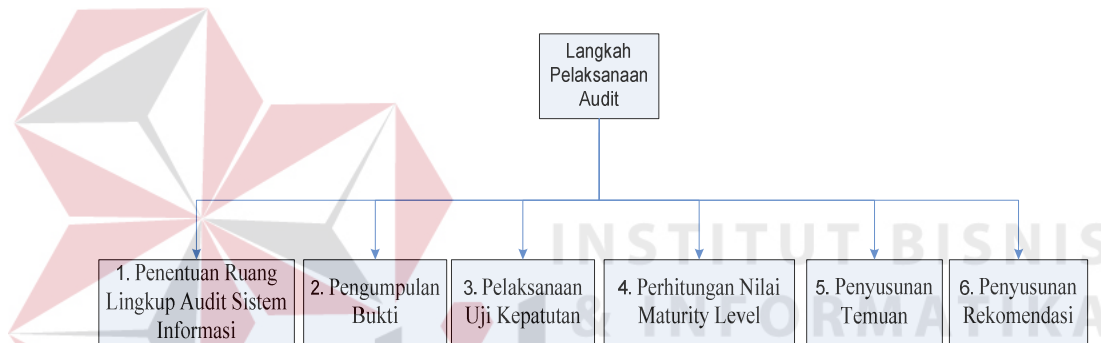 Langkah
Pelaksanaan
Audit
INSTITUT BISNIS
& INFORMATIKA
1. Penentuan Ruang
Lingkup Audit Sistem
Informasi
2. Pengumpulan
Bukti
3. Pelaksanaan
Uji Kepatutan
4. Perhitungan Nilai
Maturity Level
5. Penyusunan
Temuan
6. Penyusunan
Rekomendasi